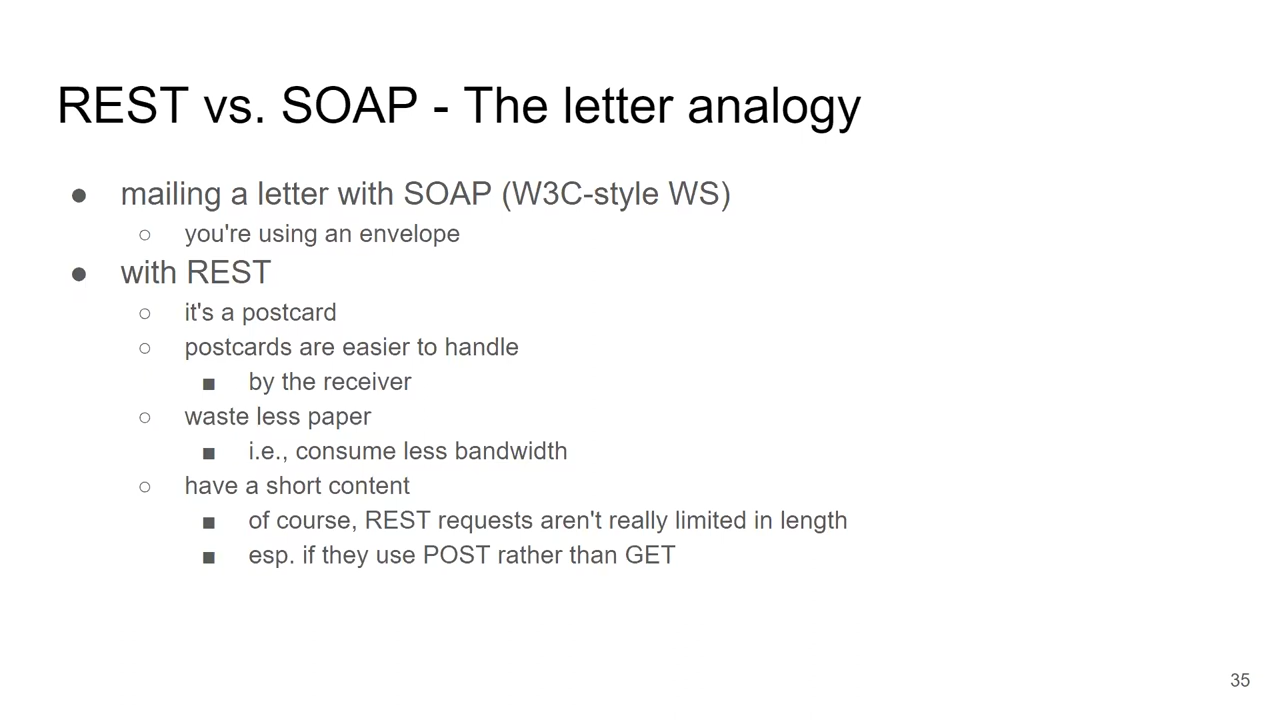 REST vs. SOAP - The letter analogy
● mailing a letter with SOAP (W3C-style WS)
○ you're using an envelope
● with REST
○ it's a postcard
○ postcards are easier to handle
■ by the receiver
○ waste less paper
■ i.e., consume less bandwidth
○ have a short content
■ of course, REST requests aren't really limited in length
■ esp. if they use POST rather than GET
35